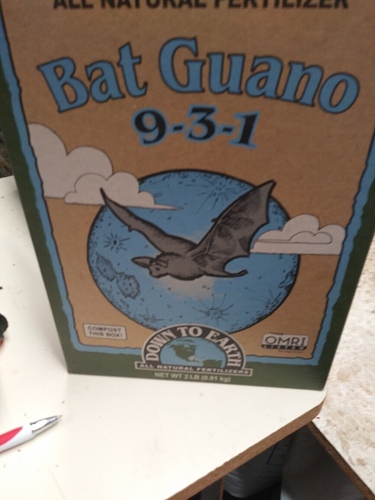 ALL NATURAL FERTILIZER
Bat Guano
9-3-1
COMPOST
THIS BOX!
DOWN TO EARTH
ALL NATURAL FERTILIZERS
NET WT 2 LB (0.91 kg)
OMRI
LISTED